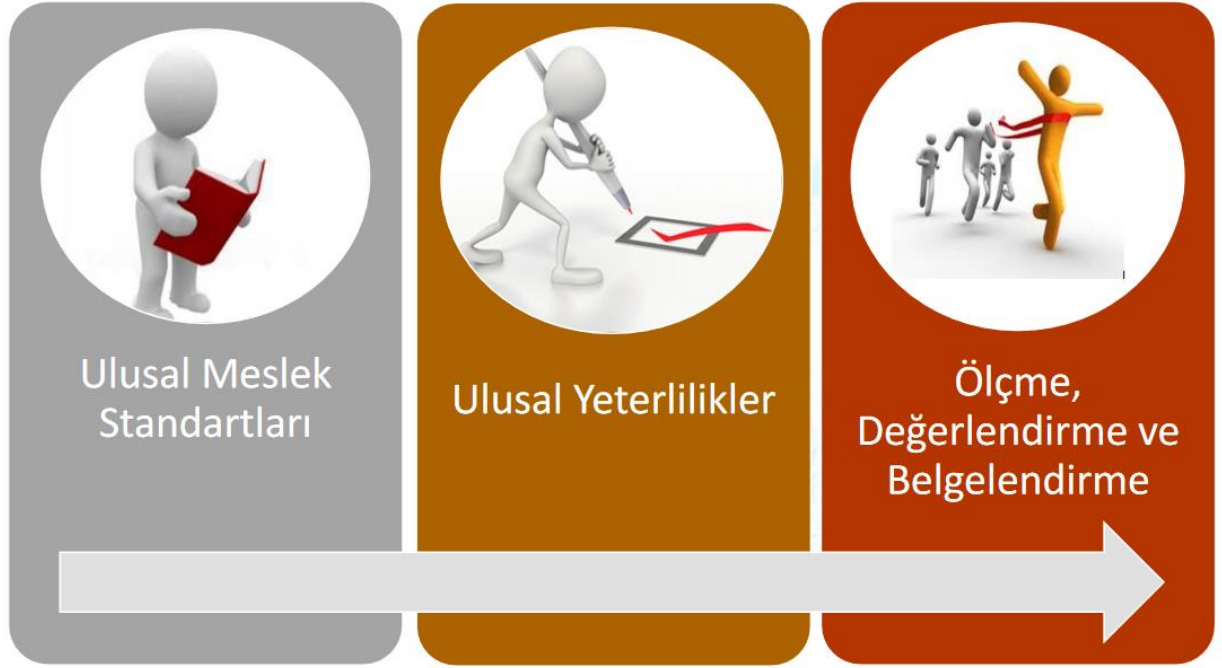 Ulusal Meslek
Standartları
Ulusal Yeterlilikler
Ölçme,
Değerlendirme ve
Belgelendirme